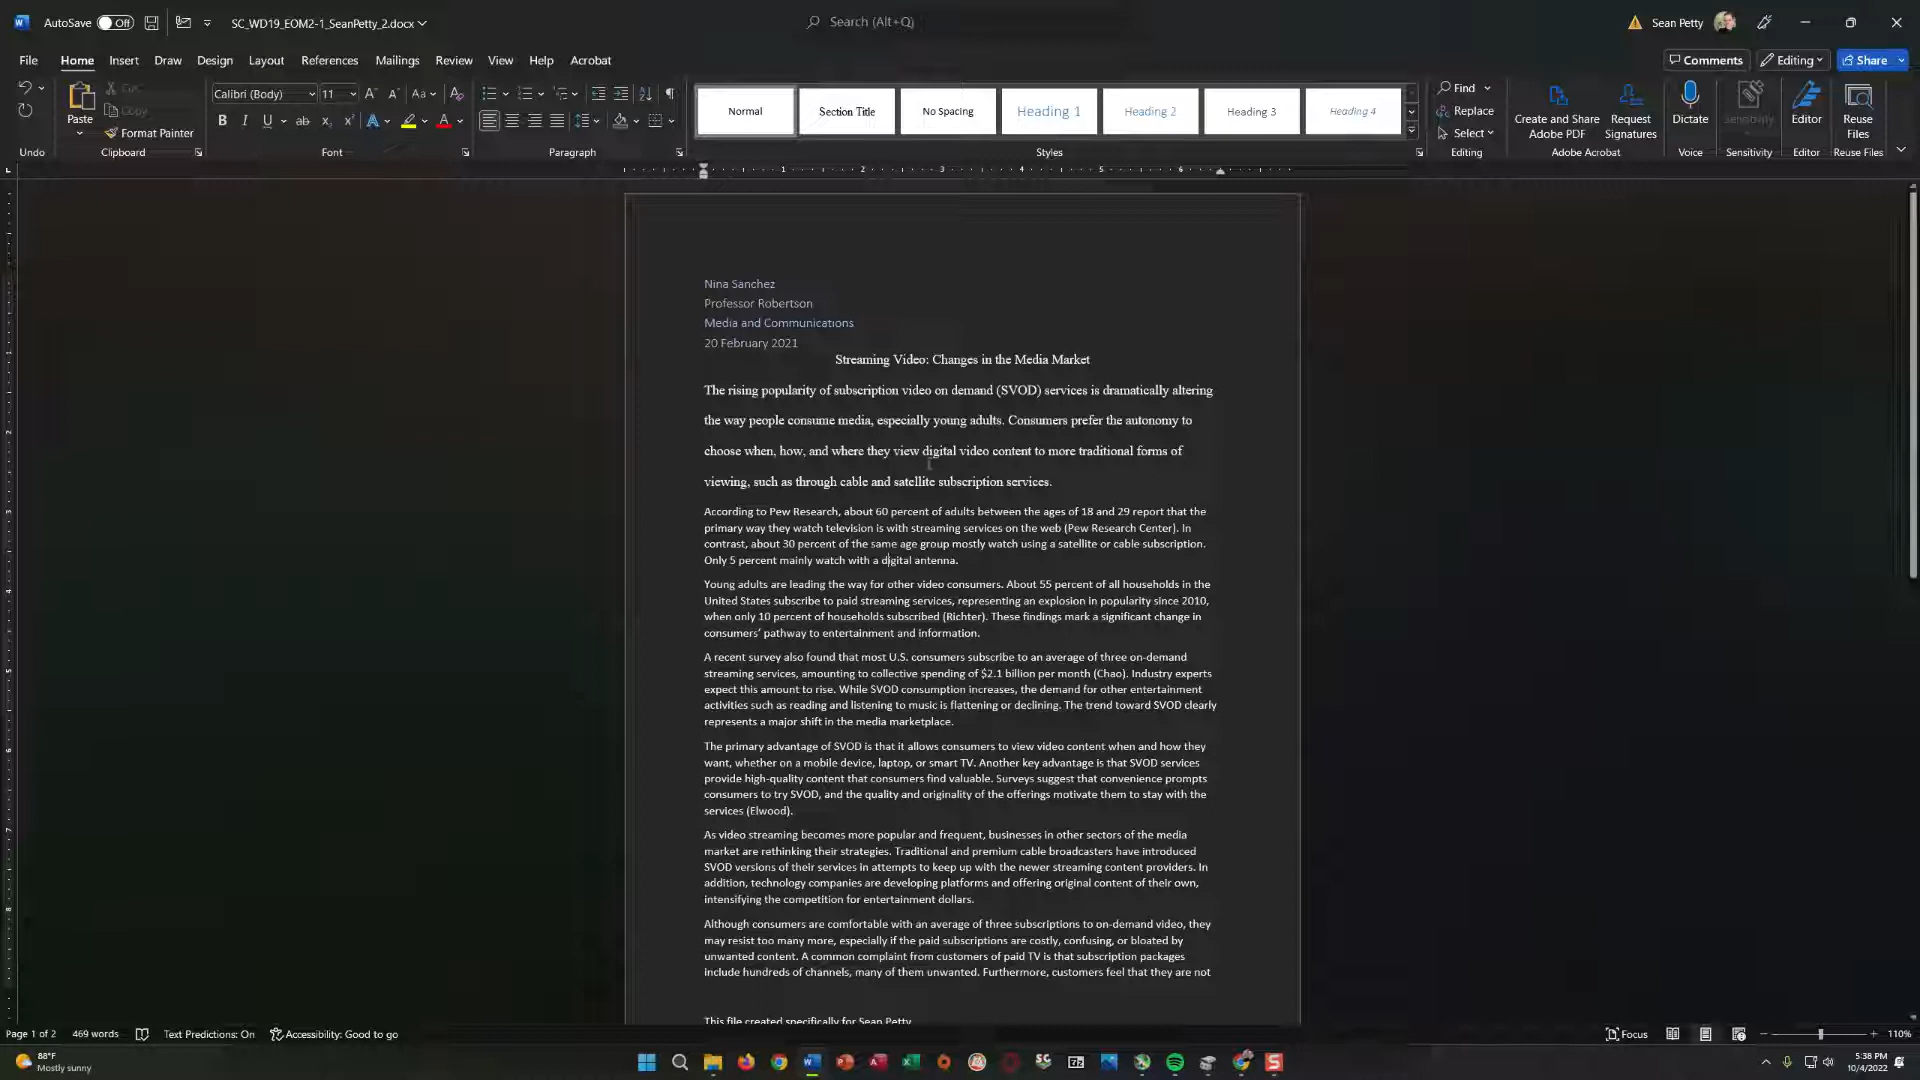 AutoSave Off SC_WD19_EOM2-1_SeanPetty_2.docx Search (Alt+Q) Sean Petty
File Home Insert Draw Design Layout References Mailings Review View Help Acrobat Comments Editing Share
Paste Cut Copy Format Painter
Calibri (Body) 11
Normal Section Title No Spacing Heading 1 Heading 2 Heading 3 Heading 4
Find Replace Select
Create and Share Adobe PDF Request Signatures Dictate Sensitivity Editor Reuse Files
Undo Clipboard Font Paragraph Styles Editing Adobe Acrobat Voice Sensitivity Editor Reuse Files
1 2 3 4 5 6
Nina Sanchez
Professor Robertson
Media and Communications
20 February 2021
Streaming Video: Changes in the Media Market
The rising popularity of subscription video on demand (SVOD) services is dramatically altering
the way people consume media, especially young adults. Consumers prefer the autonomy to
choose when, how, and where they view digital video content to more traditional forms of
viewing, such as through cable and satellite subscription services.
According to Pew Research, about 60 percent of adults between the ages of 18 and 29 report that the
primary way they watch television is with streaming services on the web (Pew Research Center). In
contrast, about 30 percent of the same age group mostly watch using a satellite or cable subscription.
Only 5 percent mainly watch with a digital antenna.
Young adults are leading the way for other video consumers. About 55 percent of all households in the
United States subscribe to paid streaming services, representing an explosion in popularity since 2010,
when only 10 percent of households subscribed (Richter). These findings mark a significant change in
consumers’ pathway to entertainment and information.
A recent survey also found that most U.S. consumers subscribe to an average of three on-demand
streaming services, amounting to collective spending of $2.1 billion per month (Chao). Industry experts
expect this amount to rise. While SVOD consumption increases, the demand for other entertainment
activities such as reading and listening to music is flattening or declining. The trend toward SVOD clearly
represents a major shift in the media marketplace.
The primary advantage of SVOD is that it allows consumers to view video content when and how they
want, whether on a mobile device, laptop, or smart TV. Another key advantage is that SVOD services
provide high-quality content that consumers find valuable. Surveys suggest that convenience prompts
consumers to try SVOD, and the quality and originality of the offerings motivate them to stay with the
services (Elwood).
As video streaming becomes more popular and frequent, businesses in other sectors of the media
market are rethinking their strategies. Traditional and premium cable broadcasters have introduced
SVOD versions of their services in attempts to keep up with the newer streaming content providers. In
addition, technology companies are developing platforms and offering original content of their own,
intensifying the competition for entertainment dollars.
Although consumers are comfortable with an average of three subscriptions to on-demand video, they
may resist too many more, especially if the paid subscriptions are costly, confusing, or bloated by
unwanted content. A common complaint from customers of paid TV is that subscription packages
include hundreds of channels, many of them unwanted. Furthermore, customers feel that they are not
This file created specifically for Sean Petty
Page 1 of 2 469 words Text Predictions: On Accessibility: Good to go Focus 110%
88°F
Mostly sunny
5:38 PM
10/4/2022